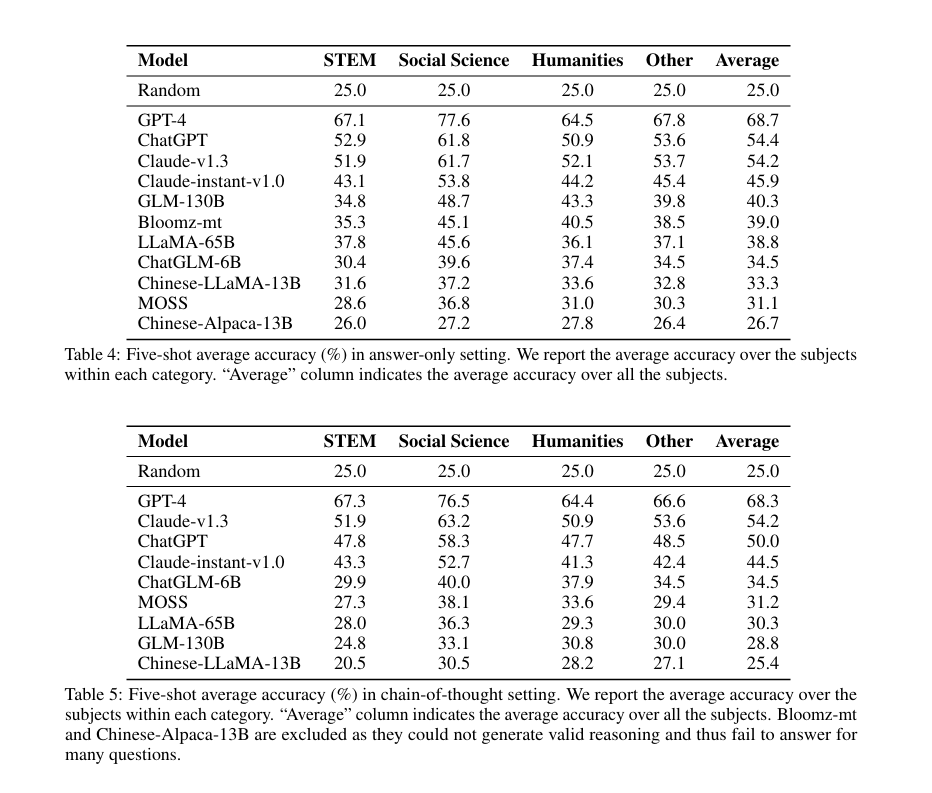 Model STEM Social Science Humanities Other Average
Random 25.0 25.0 25.0 25.0 25.0
GPT-4 67.1 77.6 64.5 67.8 68.7
ChatGPT 52.9 61.8 50.9 53.6 54.4
Claude-v1.3 51.9 61.7 52.1 53.7 54.2
Claude-instant-v1.0 43.1 53.8 44.2 45.4 45.9
GLM-130B 34.8 48.7 43.3 39.8 40.3
Bloomz-mt 35.3 45.1 40.5 38.5 39.0
LLaMA-65B 37.8 45.6 36.1 37.1 38.8
ChatGLM-6B 30.4 39.6 37.4 34.5 34.5
Chinese-LLaMA-13B 31.6 37.2 33.6 32.8 33.3
MOSS 28.6 36.8 31.0 30.3 31.1
Chinese-Alpaca-13B 26.0 27.2 27.8 26.4 26.7
Table 4: Five-shot average accuracy (%) in answer-only setting. We report the average accuracy over the subjects
within each category. “Average” column indicates the average accuracy over all the subjects.
Model STEM Social Science Humanities Other Average
Random 25.0 25.0 25.0 25.0 25.0
GPT-4 67.3 76.5 64.4 66.6 68.3
Claude-v1.3 51.9 63.2 50.9 53.6 54.2
ChatGPT 47.8 58.3 47.7 48.5 50.0
Claude-instant-v1.0 43.3 52.7 41.3 42.4 44.5
ChatGLM-6B 29.9 40.0 37.9 34.5 34.5
MOSS 27.3 38.1 33.6 29.4 31.2
LLaMA-65B 28.0 36.3 29.3 30.0 30.3
GLM-130B 24.8 33.1 30.8 30.0 28.8
Chinese-LLaMA-13B 20.5 30.5 28.2 27.1 25.4
Table 5: Five-shot average accuracy (%) in chain-of-thought setting. We report the average accuracy over the
subjects within each category. “Average” column indicates the average accuracy over all the subjects. Bloomz-mt
and Chinese-Alpaca-13B are excluded as they could not generate valid reasoning and thus fail to answer for
many questions.